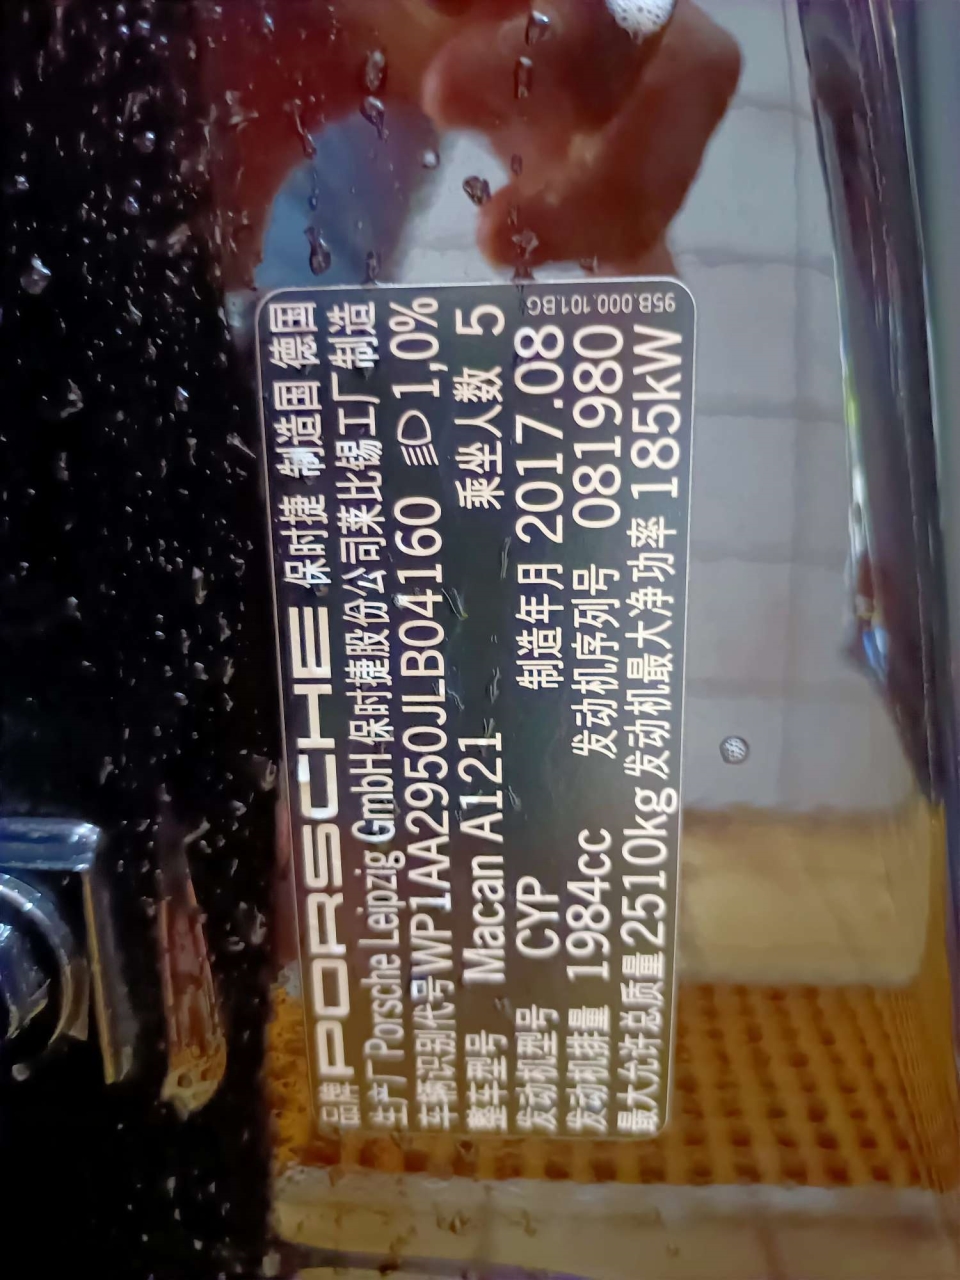 品牌 PORSCHE 保时捷 制造国 德国
生产厂 Porsche Leipzig GmbH 保时捷股份公司莱比锡工厂制造
车辆识别代号 WP1AA2950JLB04160 1,0%
整车型号 Macan A121 乘坐人数 5
发动机型号 CYP 制造年月 2017.08
发动机排量 1984cc 发动机序列号 081980
最大允许总质量 2510kg 发动机最大净功率 185kW
95B.000.101.BG